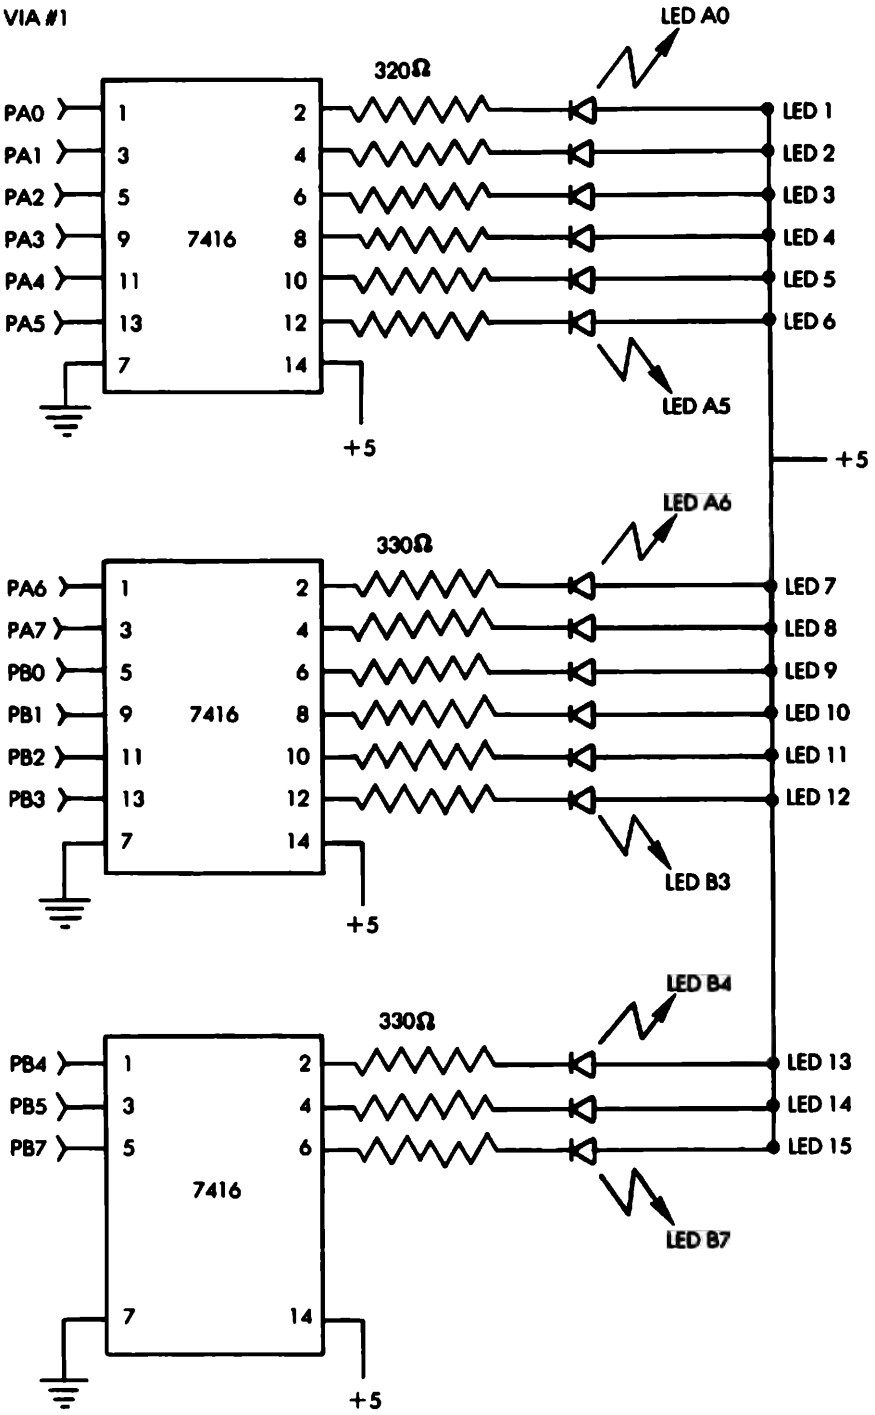 VIA #1
LED A0
320Ω
PA0 1 2 LED 1
PA1 3 4 LED 2
PA2 5 6 LED 3
PA3 9 7416 8 LED 4
PA4 11 10 LED 5
PA5 13 12 LED 6
7 14
LED A5
+5
+5
LED A6
330Ω
PA6 1 2 LED 7
PA7 3 4 LED 8
PB0 5 6 LED 9
PB1 9 7416 8 LED 10
PB2 11 10 LED 11
PB3 13 12 LED 12
7 14
LED B3
+5
LED B4
330Ω
PB4 1 2 LED 13
PB5 3 4 LED 14
PB7 5 6 LED 15
7416
LED B7
7 14
+5